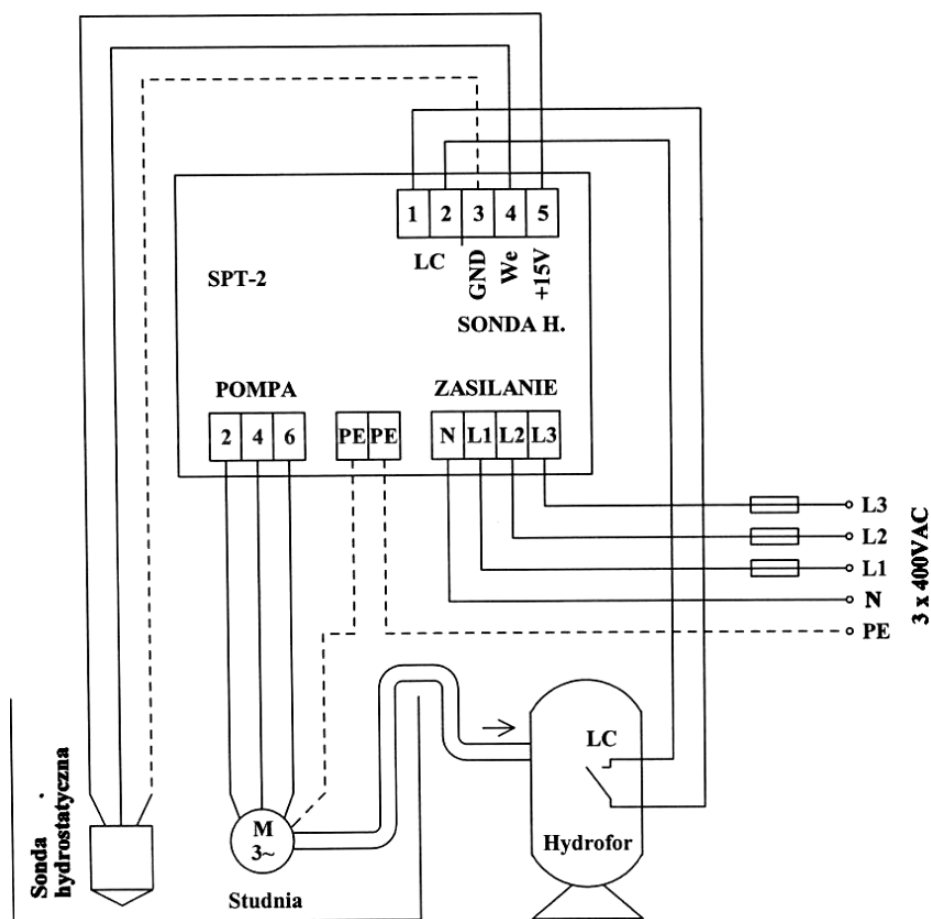 1 2 3 4 5
LC
GND
We
+15V
SPT-2
SONDA H.
POMPA
ZASILANIE
2 4 6
PE PE
N L1 L2 L3
L3
L2
L1
N
PE
3 x 400VAC
LC
Hydrofor
M
3~
Studnia
Sonda
hydrostatyczna